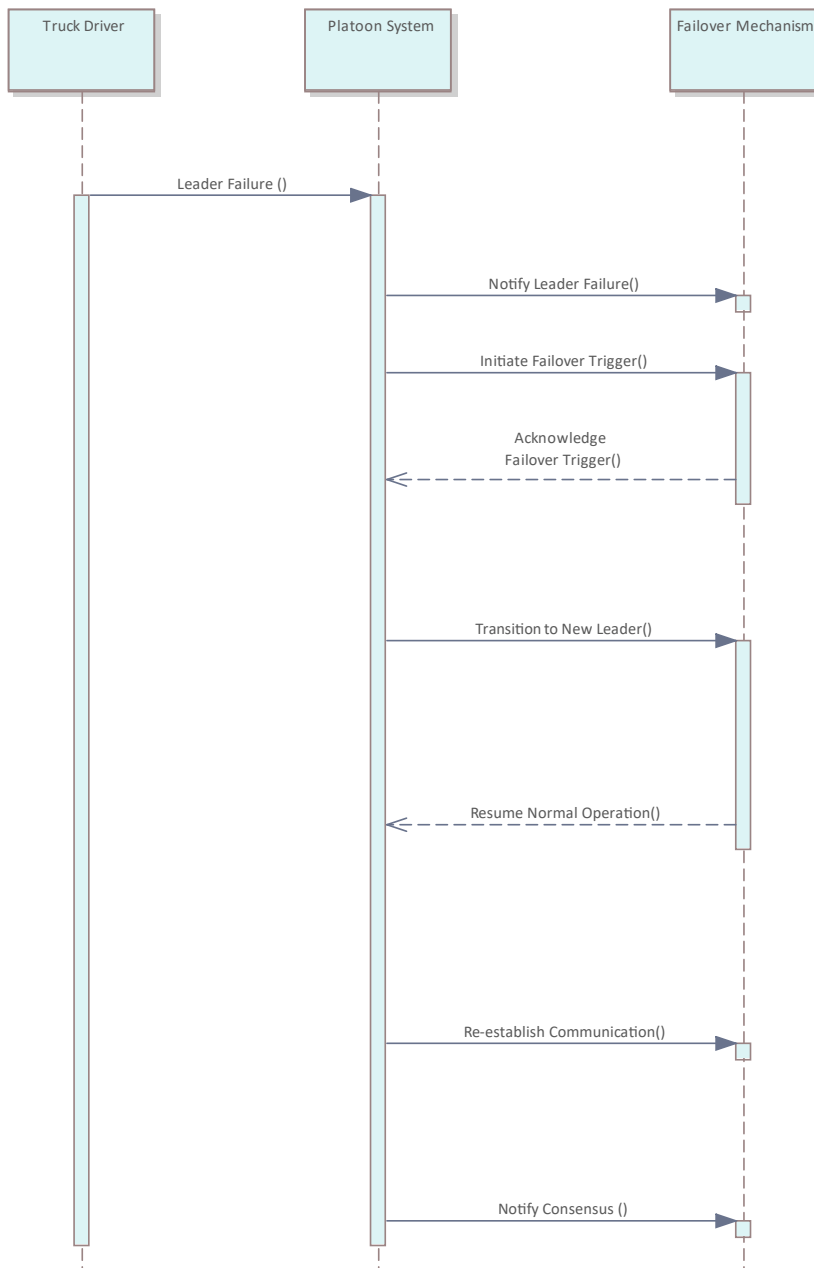 Truck Driver
Platoon System
Failover Mechanism
Leader Failure ()
Notify Leader Failure()
Initiate Failover Trigger()
Acknowledge
Failover Trigger()
Transition to New Leader()
Resume Normal Operation()
Re-establish Communication()
Notify Consensus ()